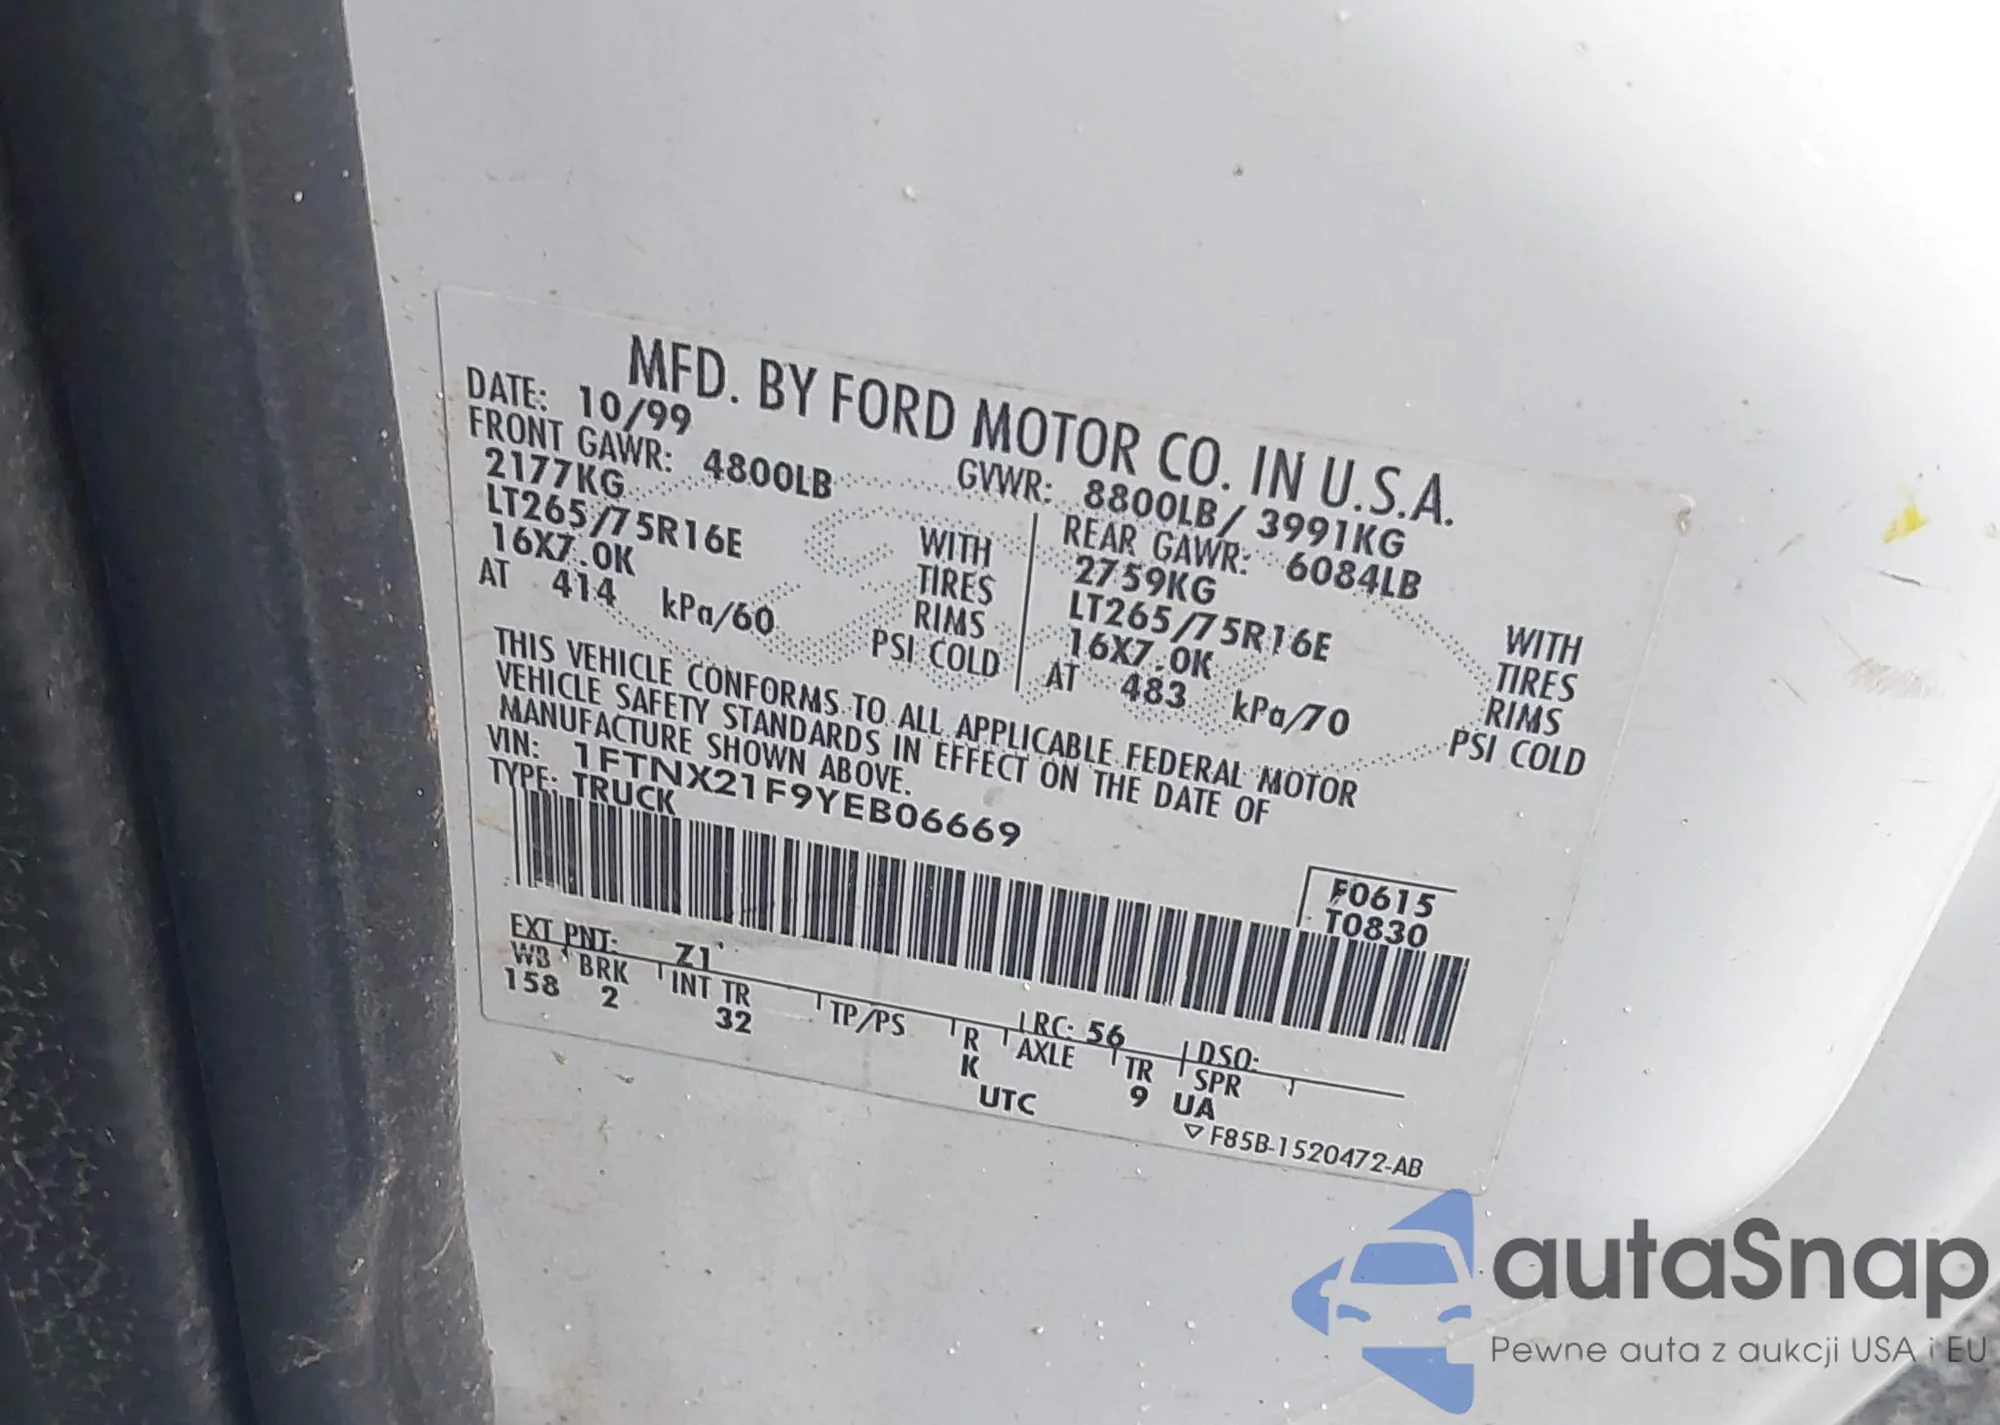 MFD. BY FORD MOTOR CO. IN U.S.A.
DATE: 10/99 GVWR: 8800LB/ 3991KG
FRONT GAWR: 4800LB REAR GAWR: 6084LB
2177KG WITH 2759KG WITH
LT265/75R16E TIRES LT265/75R16E TIRES
16X7.0K RIMS 16X7.0K RIMS
AT 414 kPa/60 PSI COLD AT 483 kPa/70 PSI COLD
THIS VEHICLE CONFORMS TO ALL APPLICABLE FEDERAL MOTOR
VEHICLE SAFETY STANDARDS IN EFFECT ON THE DATE OF
MANUFACTURE SHOWN ABOVE.
VIN: 1FTNX21F9YEB06669
TYPE: TRUCK
F0615
T0830
EXT PNT: Z1 RC: 56 DSO:
WB BRK INT TR TP/PS R AXLE TR SPR
158 2 32 K 9 UA
UTC
▽ F85B-1520472-AB
autaSnap
Pewne auta z aukcji USA i EU